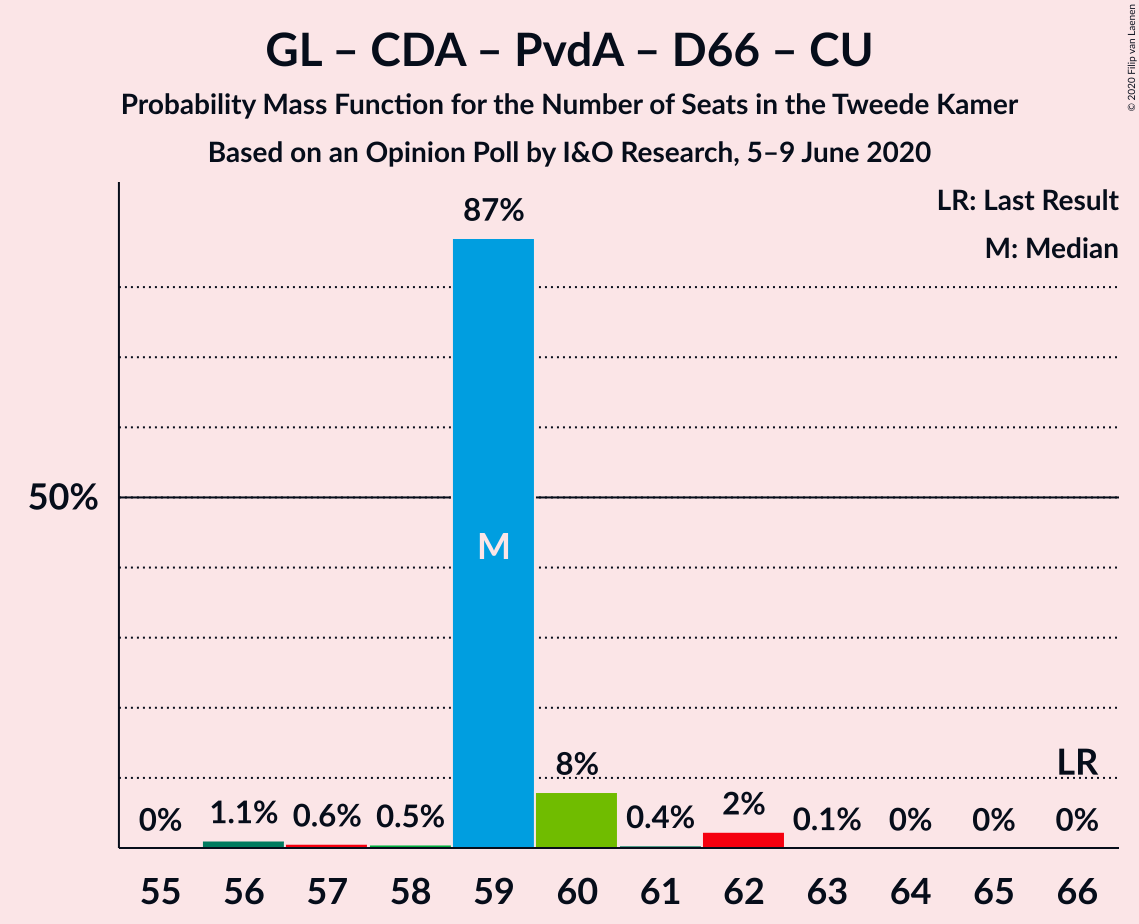 GL – CDA – PvdA – D66 – CU
Probability Mass Function for the Number of Seats in the Tweede Kamer
Based on an Opinion Poll by I&O Research, 5–9 June 2020
© 2020 Filip van Laenen
LR: Last Result
M: Median
87%
50%
M
8%
LR
0%
1.1%
0.6%
0.5%
0.4%
2%
0.1%
0%
0%
0%
55 56 57 58 59 60 61 62 63 64 65 66